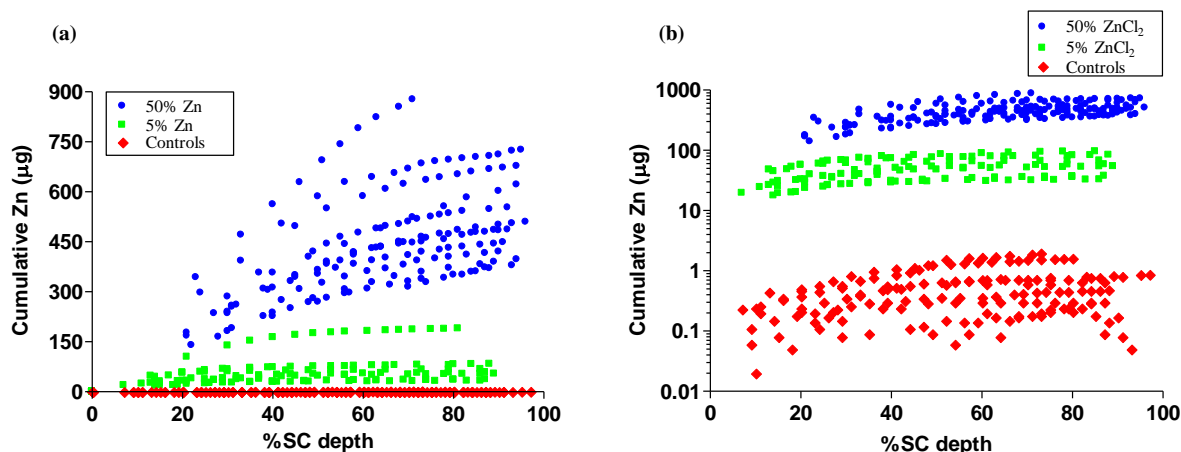 (a)
50% Zn
5% Zn
Controls
Cumulative Zn (µg)
900
750
600
450
300
150
0
0 20 40 60 80 100
%SC depth
(b)
50% ZnCl₂
5% ZnCl₂
Controls
Cumulative Zn (µg)
1000
100
10
1
0.1
0.01
0 20 40 60 80 100
%SC depth